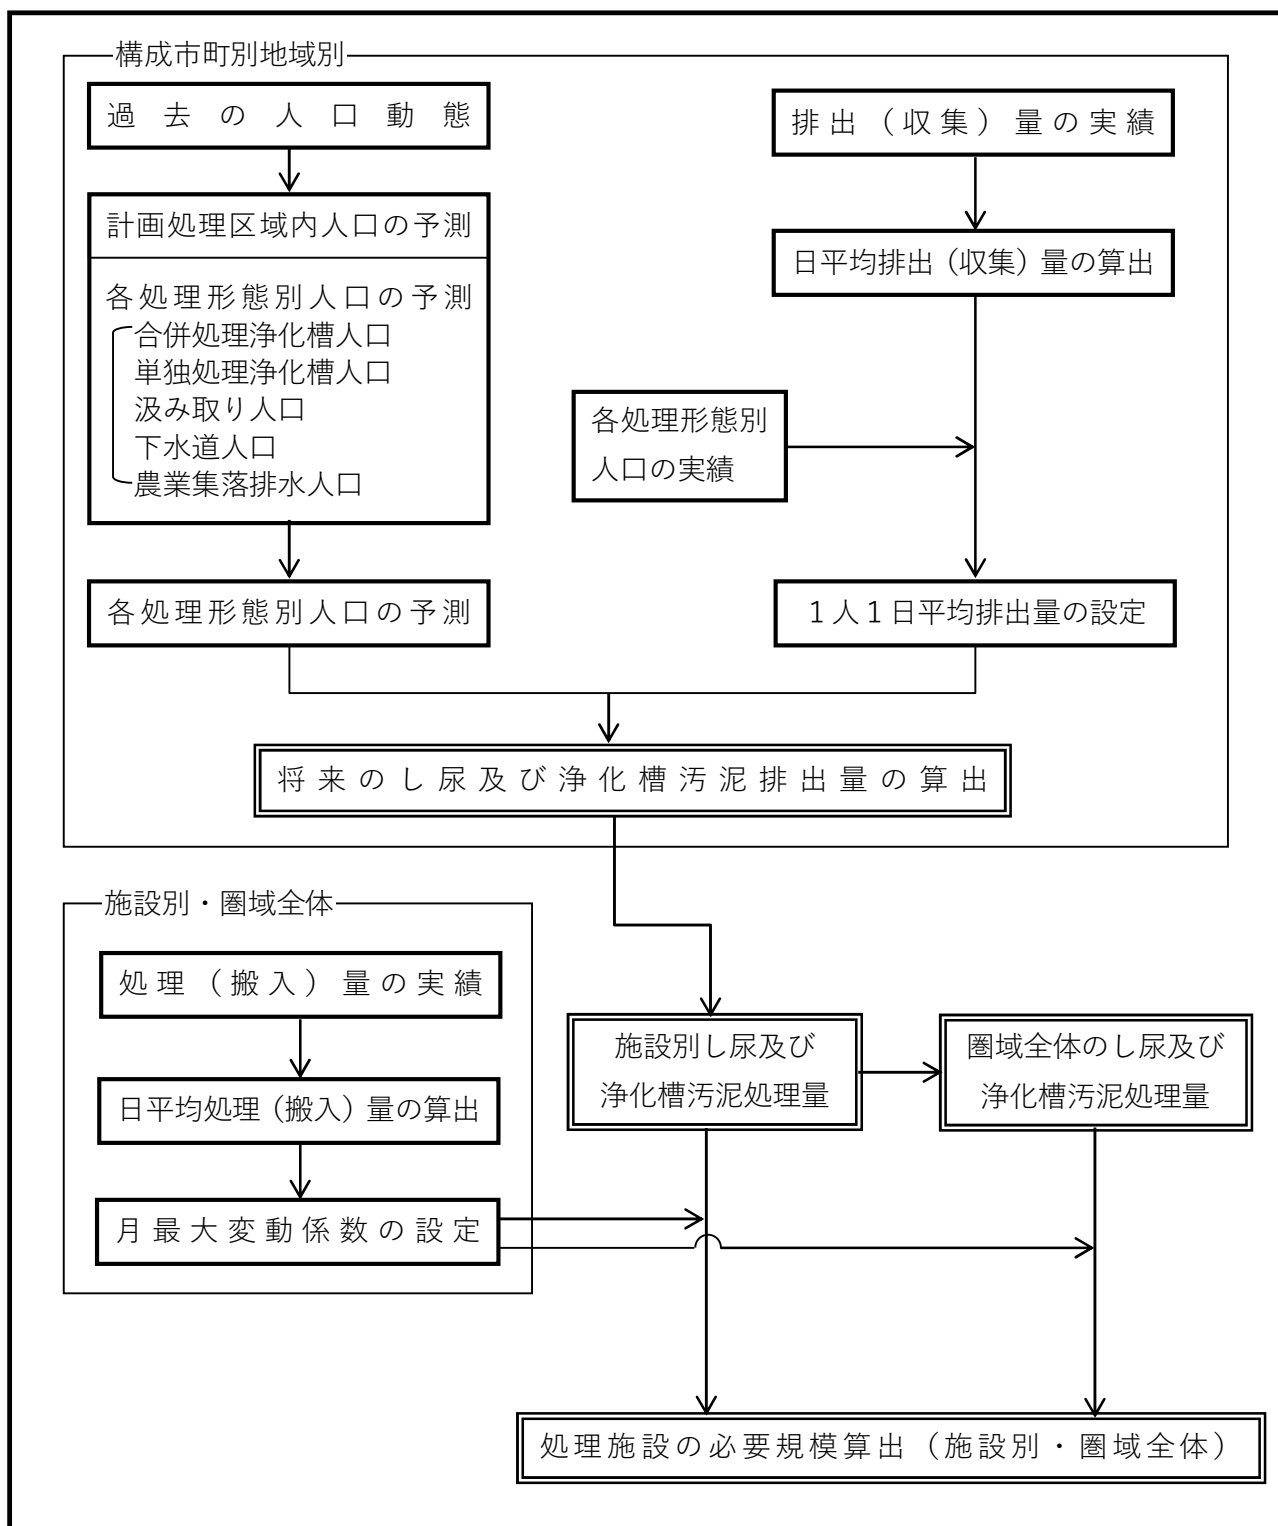 構成市町別地域別
過去の人口動態
計画処理区域内人口の予測
各処理形態別人口の予測
合併処理浄化槽人口
単独処理浄化槽人口
汲み取り人口
下水道人口
農業集落排水人口
各処理形態別人口の予測
排出(収集)量の実績
日平均排出(収集)量の算出
各処理形態別
人口の実績
1人1日平均排出量の設定
将来のし尿及び浄化槽汚泥排出量の算出
施設別・圏域全体
処理(搬入)量の実績
日平均処理(搬入)量の算出
月最大変動係数の設定
施設別し尿及び
浄化槽汚泥処理量
圏域全体のし尿及び
浄化槽汚泥処理量
処理施設の必要規模算出(施設別・圏域全体)